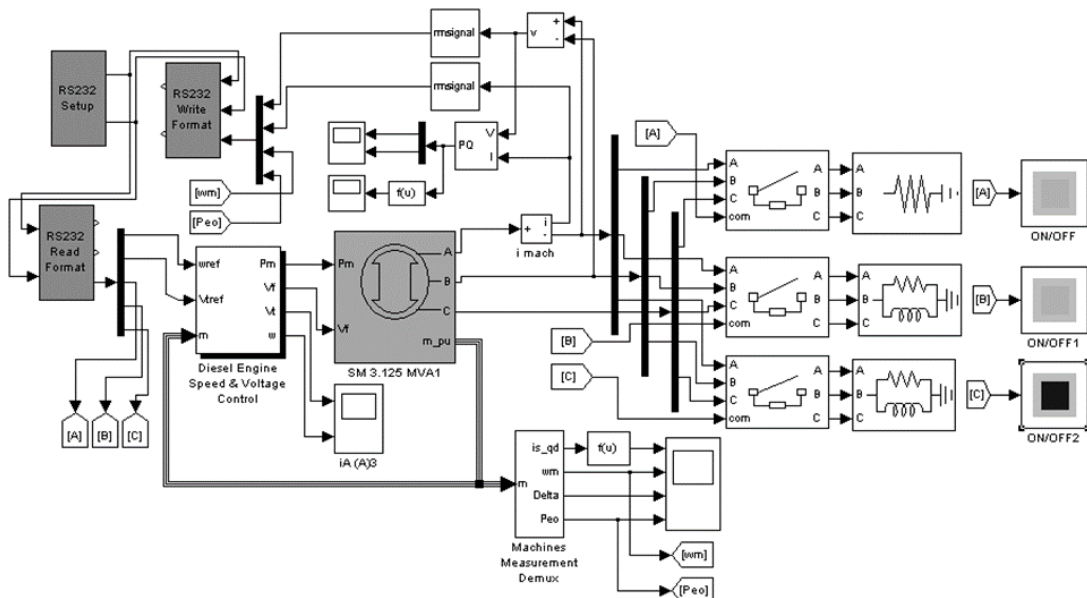 RS232
Setup
RS232
Write
Format
rmsignal
v
+
-
rmsignal
V
I
PQ
f(u)
[wm]
[Peo]
RS232
Read
Format
wref
Vtref
m
Pm
Vf
Vt
w
Diesel Engine
Speed & Voltage
Control
Pm
Vf
A
B
C
m_pu
SM 3.125 MVA1
+
i
-
i mach
[A]
[B]
[C]
iA (A)3
[A]
A
B
C
com
A
B
C
A
B
C
[A]
ON/OFF
[B]
A
B
C
com
A
B
C
A
B
C
[B]
ON/OFF1
[C]
A
B
C
com
A
B
C
A
B
C
[C]
ON/OFF2
m
is_qd
wm
Delta
Peo
f(u)
Machines
Measurement
Demux
[wm]
[Peo]